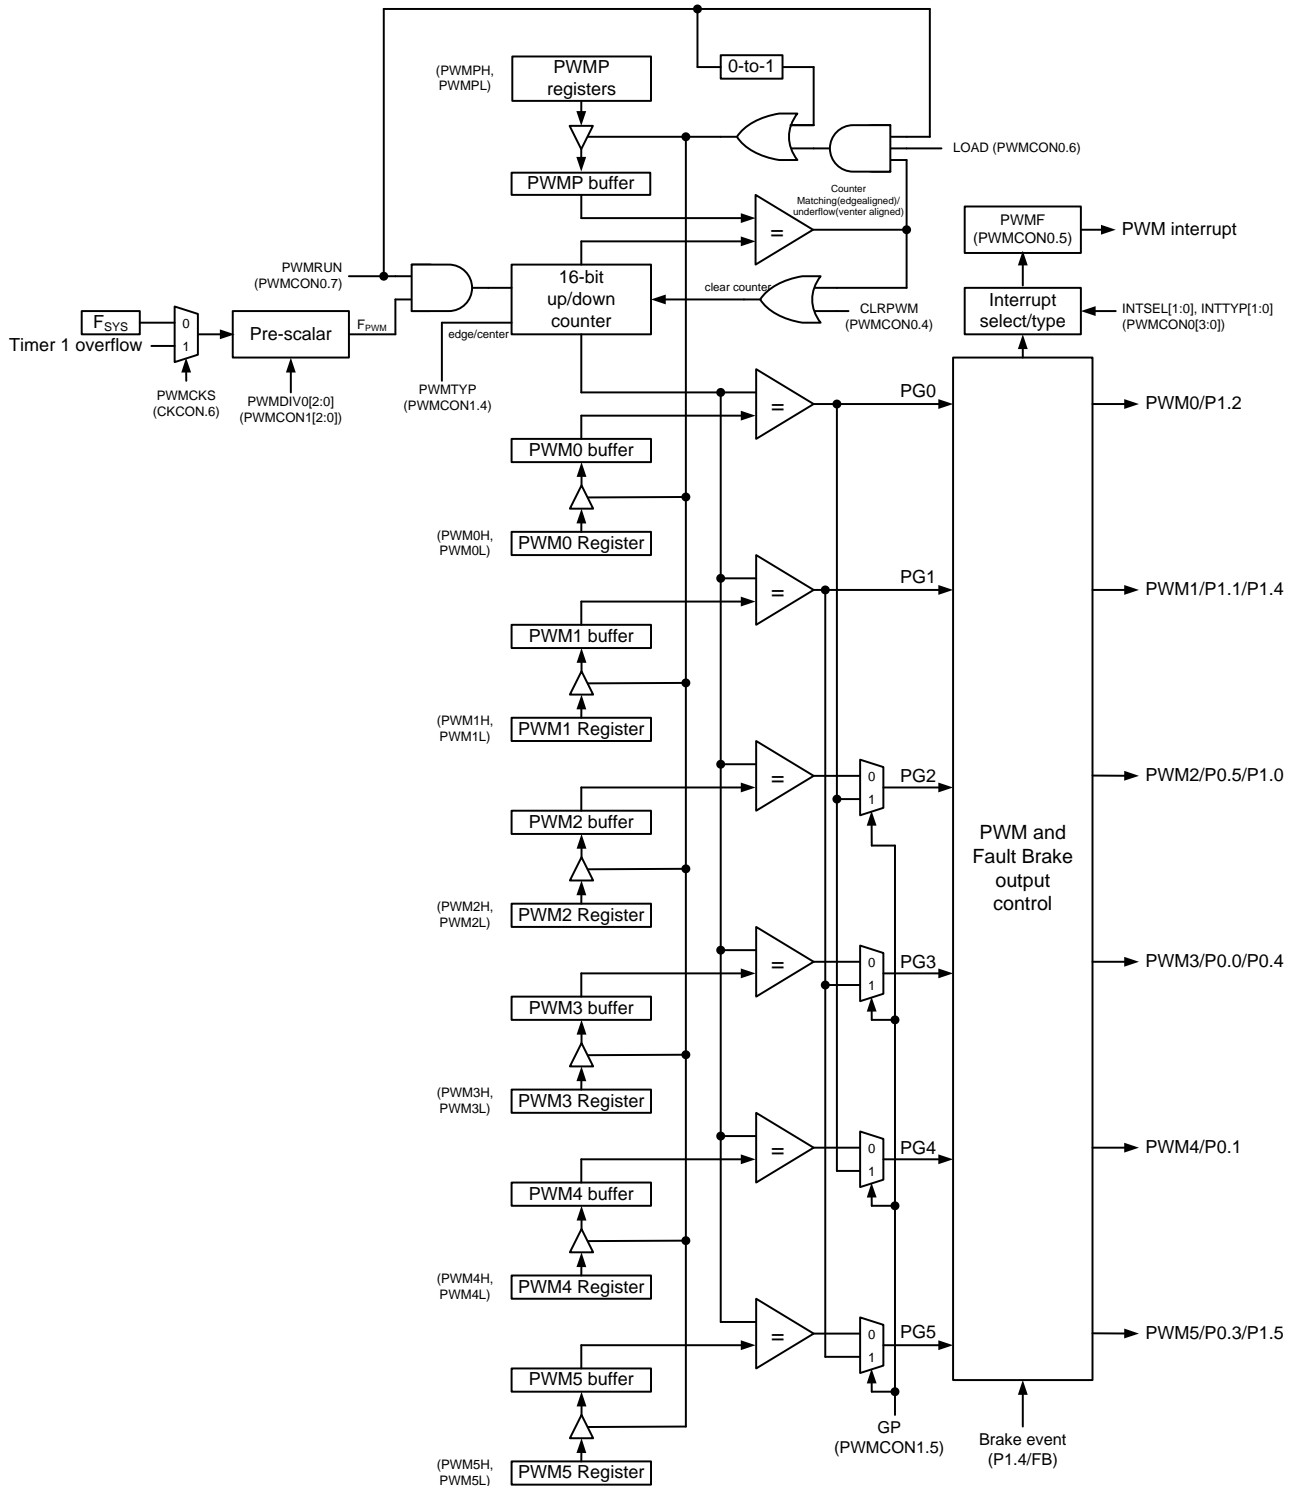 0-to-1
(PWMPH,
PWMPL)
PWMP
registers
LOAD (PWMCON0.6)
PWMP buffer
Counter
Matching(edgealigned)/
underflow(venter aligned)
=
PWMF
(PWMCON0.5)
PWM interrupt
PWMRUN
(PWMCON0.7)
16-bit
up/down
counter
clear counter
CLRPWM
(PWMCON0.4)
Interrupt
select/type
INTSEL[1:0], INTTYP[1:0]
(PWMCON0[3:0])
FSYS
Timer 1 overflow
0
1
Pre-scalar
FPWM
edge/center
PWMCKS
(CKCON.6)
PWMDIV0[2:0]
(PWMCON1[2:0])
PWMTYP
(PWMCON1.4)
=
PG0
PWM0/P1.2
PWM0 buffer
(PWM0H,
PWM0L)
PWM0 Register
=
PG1
PWM1/P1.1/P1.4
PWM1 buffer
(PWM1H,
PWM1L)
PWM1 Register
=
0
1
PG2
PWM2/P0.5/P1.0
PWM2 buffer
PWM and
Fault Brake
output
control
(PWM2H,
PWM2L)
PWM2 Register
=
0
1
PG3
PWM3/P0.0/P0.4
PWM3 buffer
(PWM3H,
PWM3L)
PWM3 Register
=
0
1
PG4
PWM4/P0.1
PWM4 buffer
(PWM4H,
PWM4L)
PWM4 Register
=
0
1
PG5
PWM5/P0.3/P1.5
PWM5 buffer
GP
(PWMCON1.5)
Brake event
(P1.4/FB)
(PWM5H,
PWM5L)
PWM5 Register